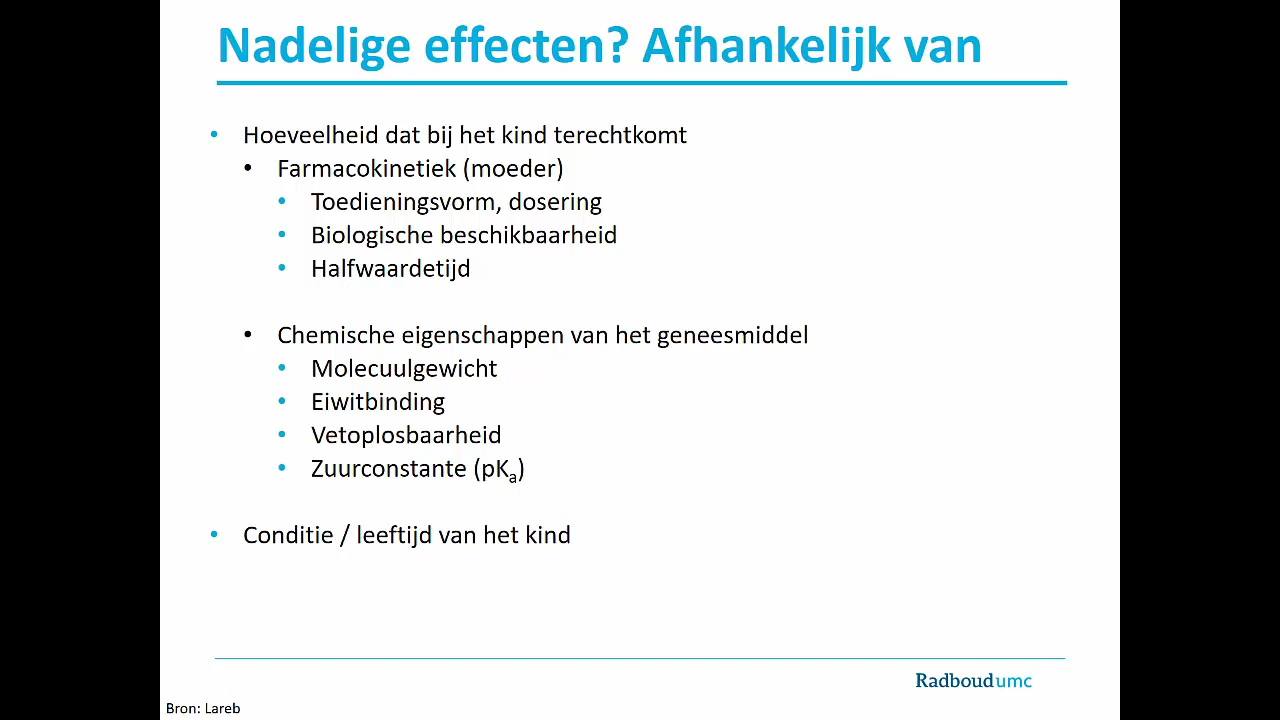 Nadelige effecten? Afhankelijk van
• Hoeveelheid dat bij het kind terechtkomt
• Farmacokinetiek (moeder)
• Toedieningsvorm, dosering
• Biologische beschikbaarheid
• Halfwaardetijd
• Chemische eigenschappen van het geneesmiddel
• Molecuulgewicht
• Eiwitbinding
• Vetoplosbaarheid
• Zuurconstante (pKa)
• Conditie / leeftijd van het kind
Radboudumc
Bron: Lareb